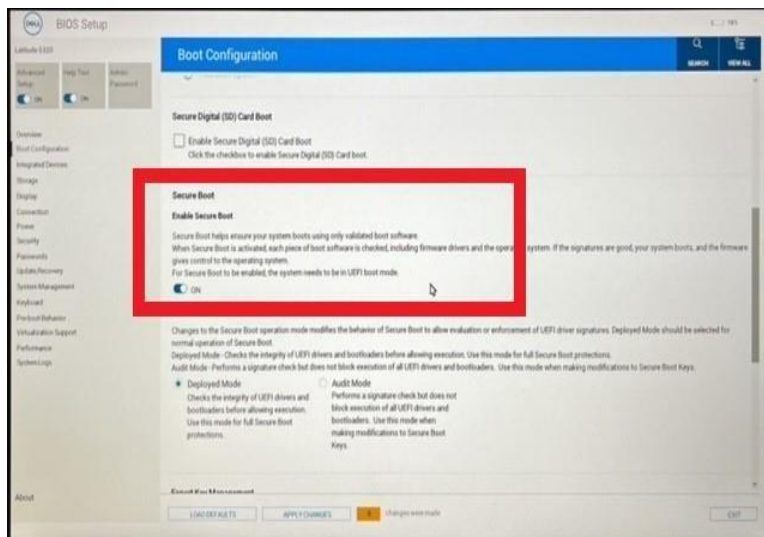 DELL
BIOS Setup
Boot Configuration
SEARCH
VIEW ALL
Advanced
Setup
ON
Help Text
ON
Admin
Password
Overview
Boot Configuration
Integrated Devices
Storage
Display
Connection
Power
Security
Passwords
Update,Recovery
System Management
Keyboard
Pre-boot Behavior
Virtualization Support
Performance
System Logs
About
Secure Digital (SD) Card Boot
Enable Secure Digital (SD) Card Boot
Click the checkbox to enable Secure Digital (SD) Card boot.
Secure Boot
Enable Secure Boot
Secure Boot helps ensure your system boots using only validated boot software.
When Secure Boot is activated, each piece of boot software is checked, including firmware drivers and the operating system. If the signatures are good, your system boots, and the firmware
gives control to the operating system.
For Secure Boot to be enabled, the system needs to be in UEFI boot mode.
ON
Changes to the Secure Boot operation mode modifies the behavior of Secure Boot to allow evaluation or enforcement of UEFI driver signatures. Deployed Mode should be selected for
normal operation of Secure Boot.
Deployed Mode - Checks the integrity of UEFI drivers and bootloaders before allowing execution. Use this mode for full Secure Boot protections.
Audit Mode - Performs a signature check but does not block execution of all UEFI drivers and bootloaders. Use this mode when making modifications to Secure Boot Keys.
Deployed Mode
Checks the integrity of UEFI drivers and
bootloaders before allowing execution.
Use this mode for full Secure Boot
protections.
Audit Mode
Performs a signature check but does not
block execution of all UEFI drivers and
bootloaders. Use this mode when
making modifications to Secure Boot
Keys.
Expert Key Management
LOAD DEFAULTS
APPLY CHANGES
changes were made
EXIT